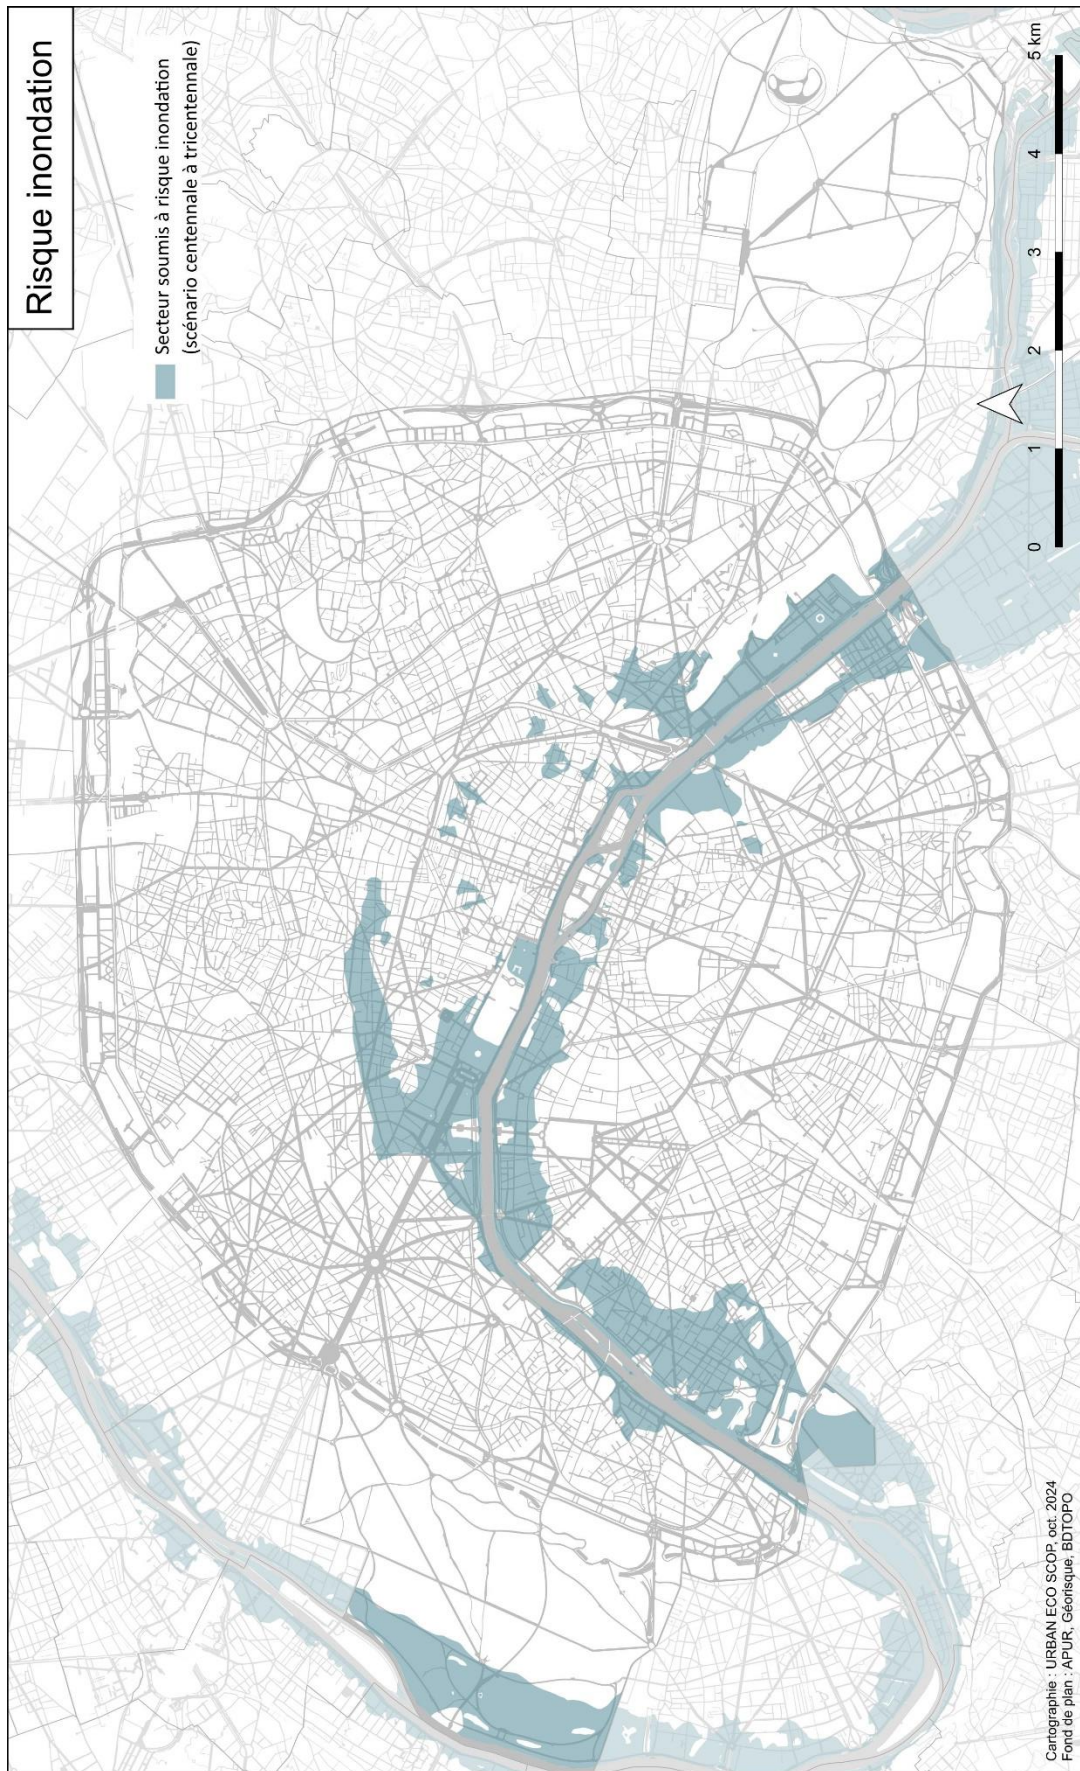 Risque inondation
Secteur soumis à risque inondation
(scénario centennale à tricentennale)
0 1 2 3 4 5 km
Cartographie : URBAN ECO SCOP, oct. 2024
Fond de plan : APUR, Géorisque, BDTOPO